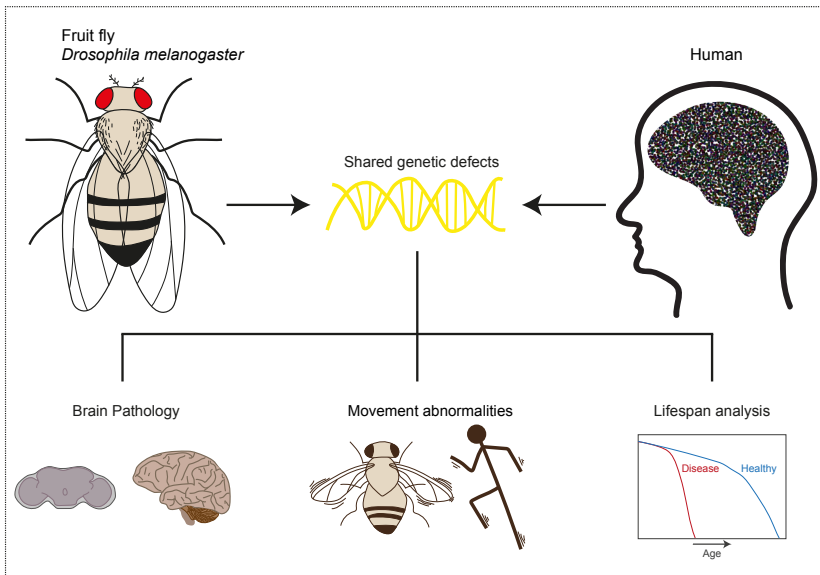 Fruit fly
Drosophila melanogaster
Human
Shared genetic defects
Brain Pathology
Movement abnormalities
Lifespan analysis
Disease
Healthy
Age